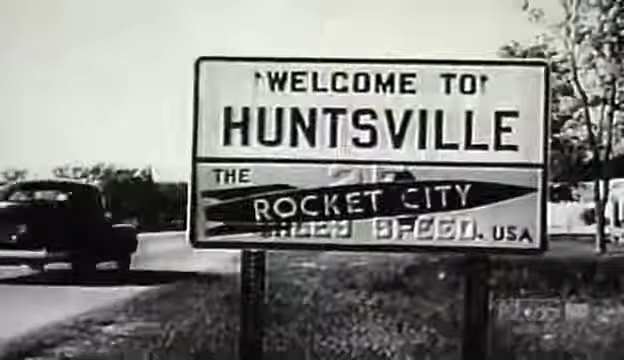 WELCOME TO
HUNTSVILLE
THE
ROCKET CITY
USA